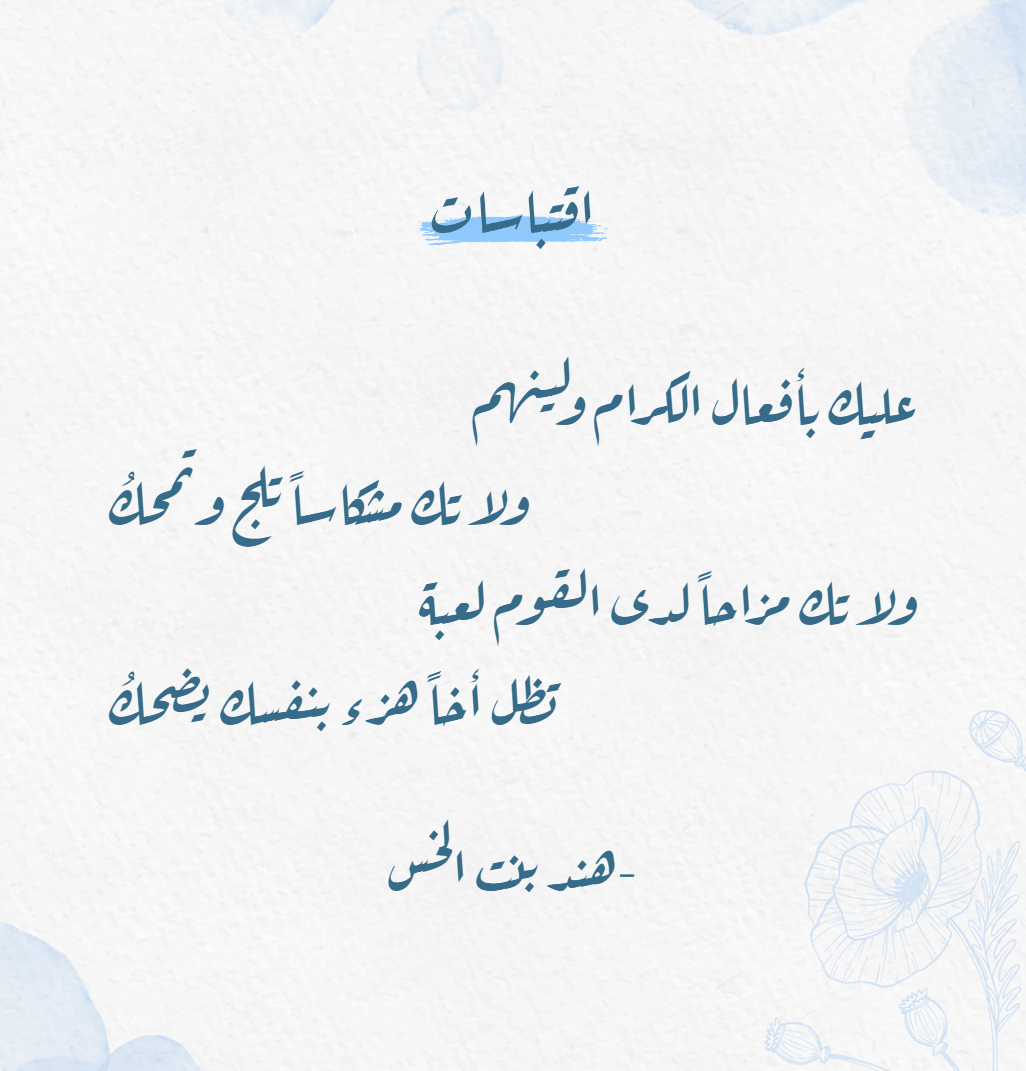 اقتباسات
عليك بأفعال الكرام ولينهم
ولا تك مشكاساً تلج و تمحكُ
ولا تك مزاحاً لدى القوم لعبة
تظل أخاً هزء بنفسك يضحكُ
-هند بنت الخس